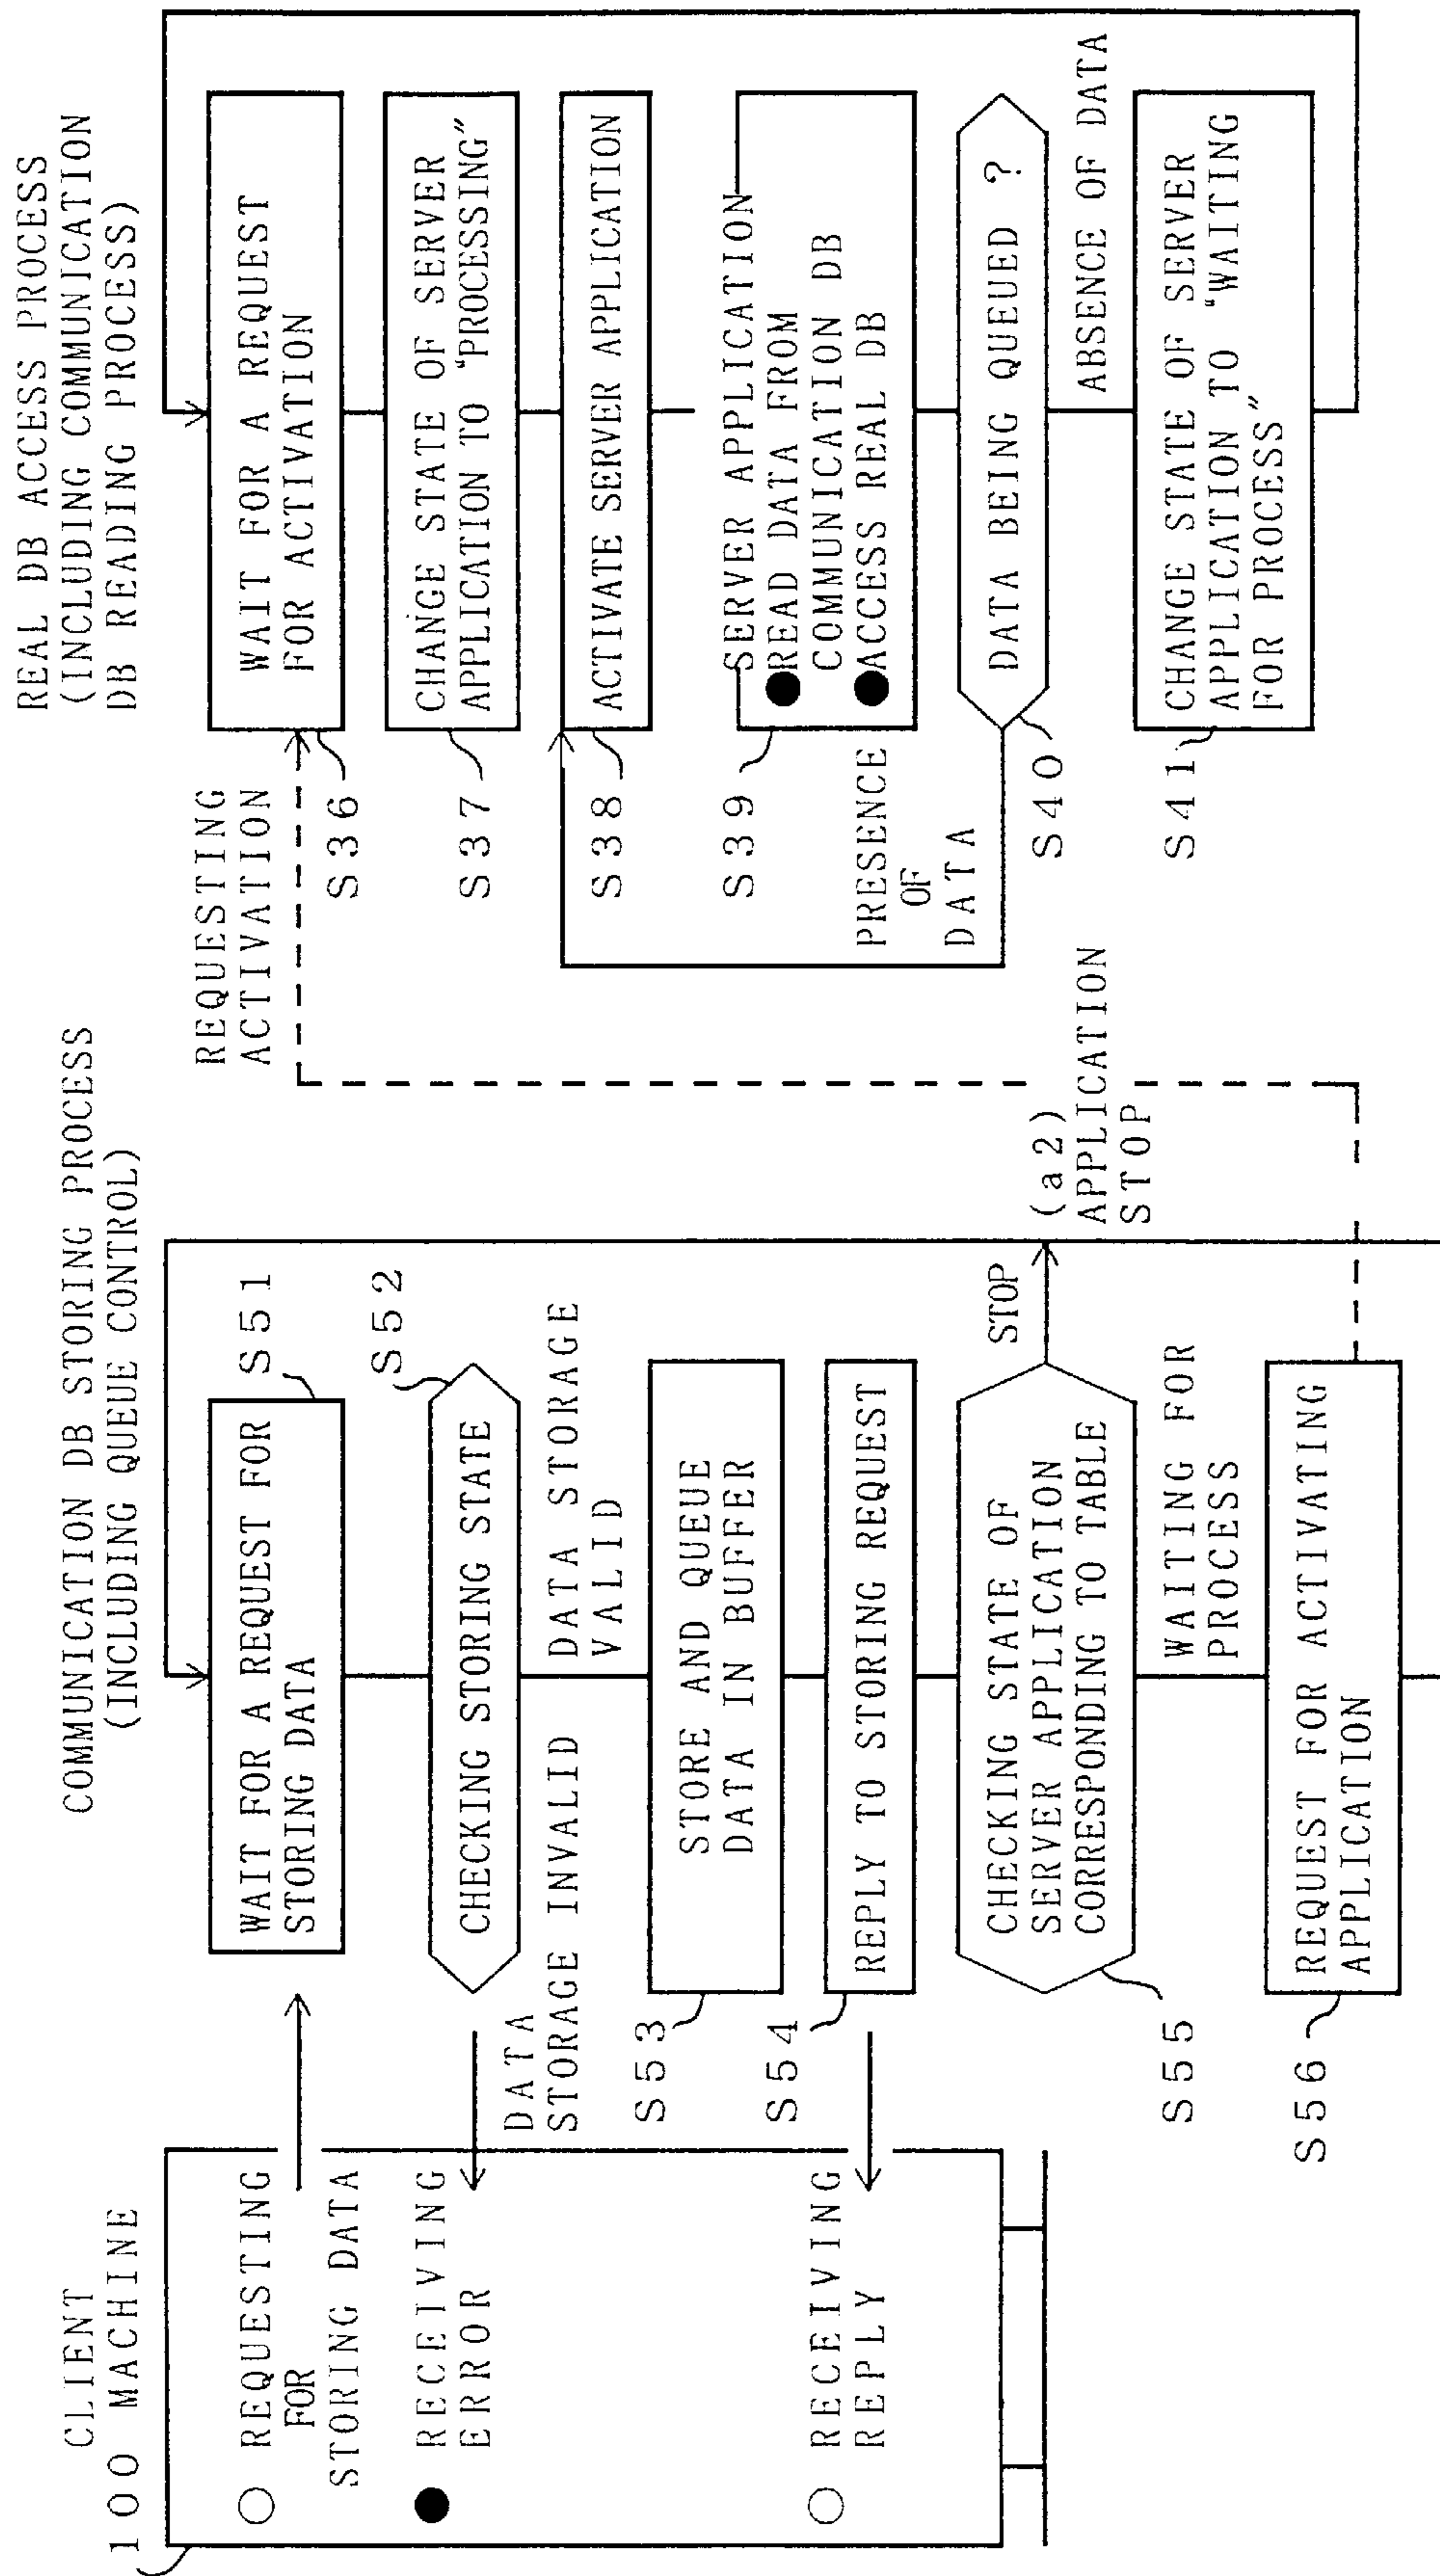 CLIENT
100 MACHINE
REQUESTING
FOR
STORING DATA
RECEIVING
ERROR
RECEIVING
REPLY
COMMUNICATION DB STORING PROCESS
(INCLUDING QUEUE CONTROL)
WAIT FOR A REQUEST FOR
STORING DATA
S51
CHECKING STORING STATE
S52
DATA
STORAGE INVALID
DATA STORAGE
VALID
STORE AND QUEUE
DATA IN BUFFER
S53
REPLY TO STORING REQUEST
S54
CHECKING STATE OF
SERVER APPLICATION
CORRESPONDING TO TABLE
S55
STOP
(a2)
APPLICATION
STOP
WAITING FOR
PROCESS
REQUEST FOR ACTIVATING
APPLICATION
S56
REAL DB ACCESS PROCESS
(INCLUDING COMMUNICATION
DB READING PROCESS)
REQUESTING
ACTIVATION
WAIT FOR A REQUEST
FOR ACTIVATION
S36
CHANGE STATE OF SERVER
APPLICATION TO “PROCESSING”
S37
ACTIVATE SERVER APPLICATION
S38
SERVER APPLICATION
●READ DATA FROM
COMMUNICATION DB
●ACCESS REAL DB
S39
PRESENCE
OF
DATA
DATA BEING QUEUED ?
S40
ABSENCE OF DATA
CHANGE STATE OF SERVER
APPLICATION TO “WAITING
FOR PROCESS”
S41